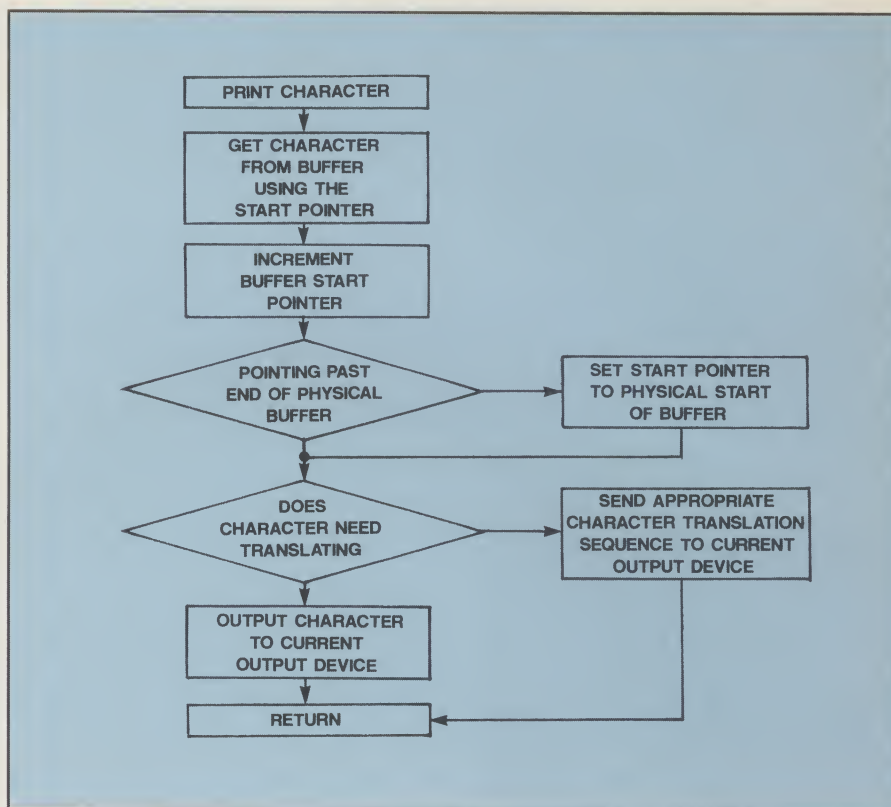 PRINT CHARACTER
GET CHARACTER
FROM BUFFER
USING THE
START POINTER
INCREMENT
BUFFER START
POINTER
POINTING PAST
END OF PHYSICAL
BUFFER
SET START POINTER
TO PHYSICAL START
OF BUFFER
DOES
CHARACTER NEED
TRANSLATING
SEND APPROPRIATE
CHARACTER TRANSLATION
SEQUENCE TO CURRENT
OUTPUT DEVICE
OUTPUT CHARACTER
TO CURRENT
OUTPUT DEVICE
RETURN